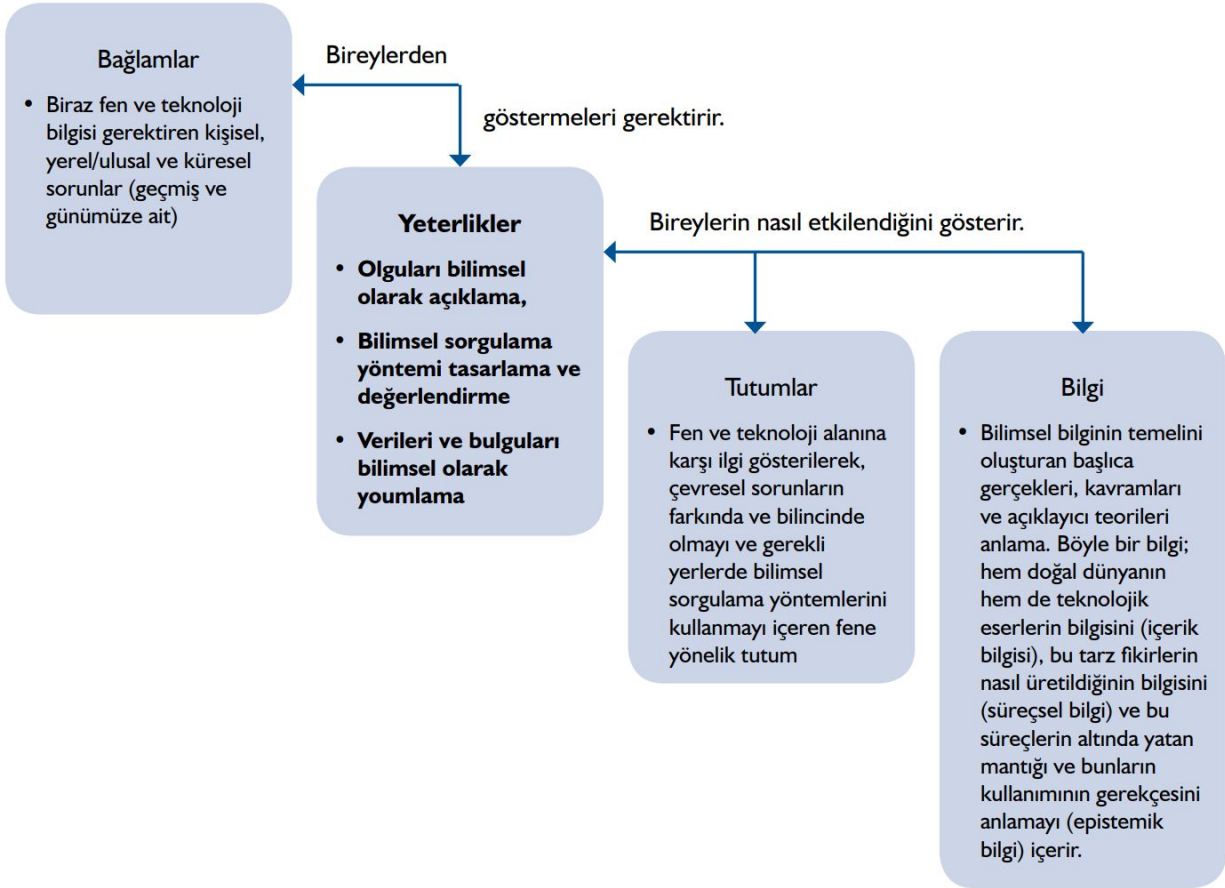 Bağlamlar
• Biraz fen ve teknoloji
bilgisi gerektiren kişisel,
yerel/ulusal ve küresel
sorunlar (geçmiş ve
günümüze ait)
Bireylerden
göstermeleri gerektirir.
Yeterlikler
• Olguları bilimsel
olarak açıklama,
• Bilimsel sorgulama
yöntemi tasarlama ve
değerlendirme
• Verileri ve bulguları
bilimsel olarak
youmlama
Bireylerin nasıl etkilendiğini gösterir.
Tutumlar
• Fen ve teknoloji alanına
karşı ilgi gösterilerek,
çevresel sorunların
farkında ve bilincinde
olmayı ve gerekli
yerlerde bilimsel
sorgulama yöntemlerini
kullanmayı içeren fene
yönelik tutum
Bilgi
• Bilimsel bilginin temelini
oluşturan başlıca
gerçekleri, kavramları
ve açıklayıcı teorileri
anlama. Böyle bir bilgi;
hem doğal dünyanın
hem de teknolojik
eserlerin bilgisini (içerik
bilgisi), bu tarz fikirlerin
nasıl üretildiğinin bilgisini
(süreçsel bilgi) ve bu
süreçlerin altında yatan
mantığı ve bunların
kullanımının gerekçesini
anlamayı (epistemik
bilgi) içerir.